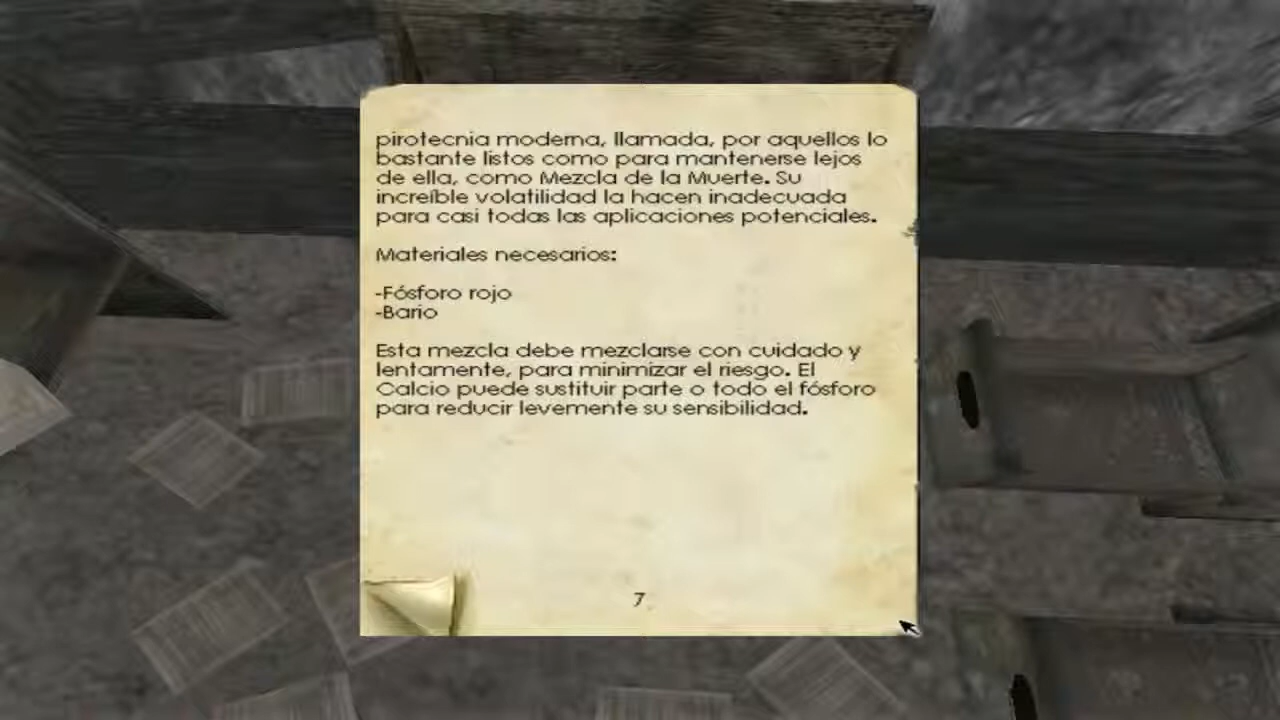 pirotecnia moderna, llamada, por aquellos lo
bastante listos como para mantenerse lejos
de ella, como Mezcla de la Muerte. Su
increíble volatilidad la hacen inadecuada
para casi todas las aplicaciones potenciales.
Materiales necesarios:
-Fósforo rojo
-Bario
Esta mezcla debe mezclarse con cuidado y
lentamente, para minimizar el riesgo. El
Calcio puede sustituir parte o todo el fósforo
para reducir levemente su sensibilidad.
7